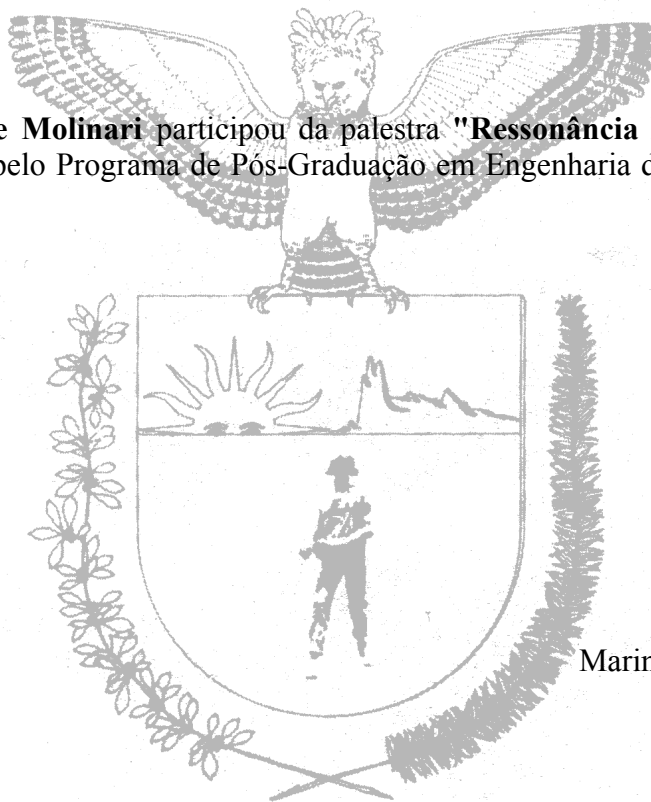 e Molinari participou da palestra "Ressonância
pelo Programa de Pós-Graduação em Engenharia d
Marin